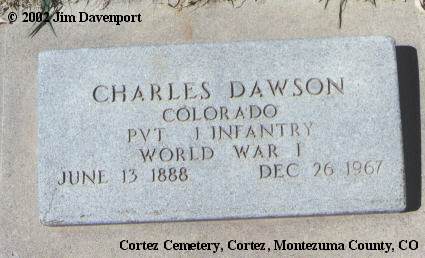 © 2002 Jim Davenport
CHARLES DAWSON
COLORADO
PVT 1 INFANTRY
WORLD WAR I
JUNE 13 1888 DEC 26 1967
Cortez Cemetery, Cortez, Montezuma County, CO